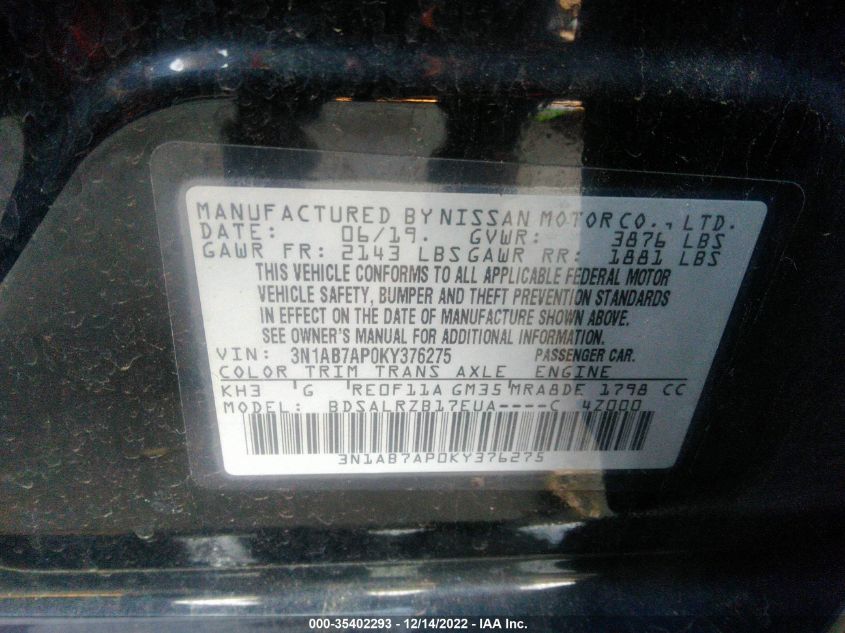 MANUFACTURED BY NISSAN MOTOR CO., LTD.
DATE: 06/19. GVWR: 3876 LBS
GAWR FR: 2143 LBS GAWR RR: 1881 LBS
THIS VEHICLE CONFORMS TO ALL APPLICABLE FEDERAL MOTOR
VEHICLE SAFETY, BUMPER AND THEFT PREVENTION STANDARDS
IN EFFECT ON THE DATE OF MANUFACTURE SHOWN ABOVE.
SEE OWNER'S MANUAL FOR ADDITIONAL INFORMATION.
VIN: 3N1AB7AP0KY376275 PASSENGER CAR.
COLOR TRIM TRANS AXLE ENGINE
KH3 G RE0F11A GM35 MRA8DE 1798 CC
MODEL: BDSALRZB17EUA----C 4Z000
3N1AB7AP0KY376275
000-35402293 - 12/14/2022 - IAA Inc.